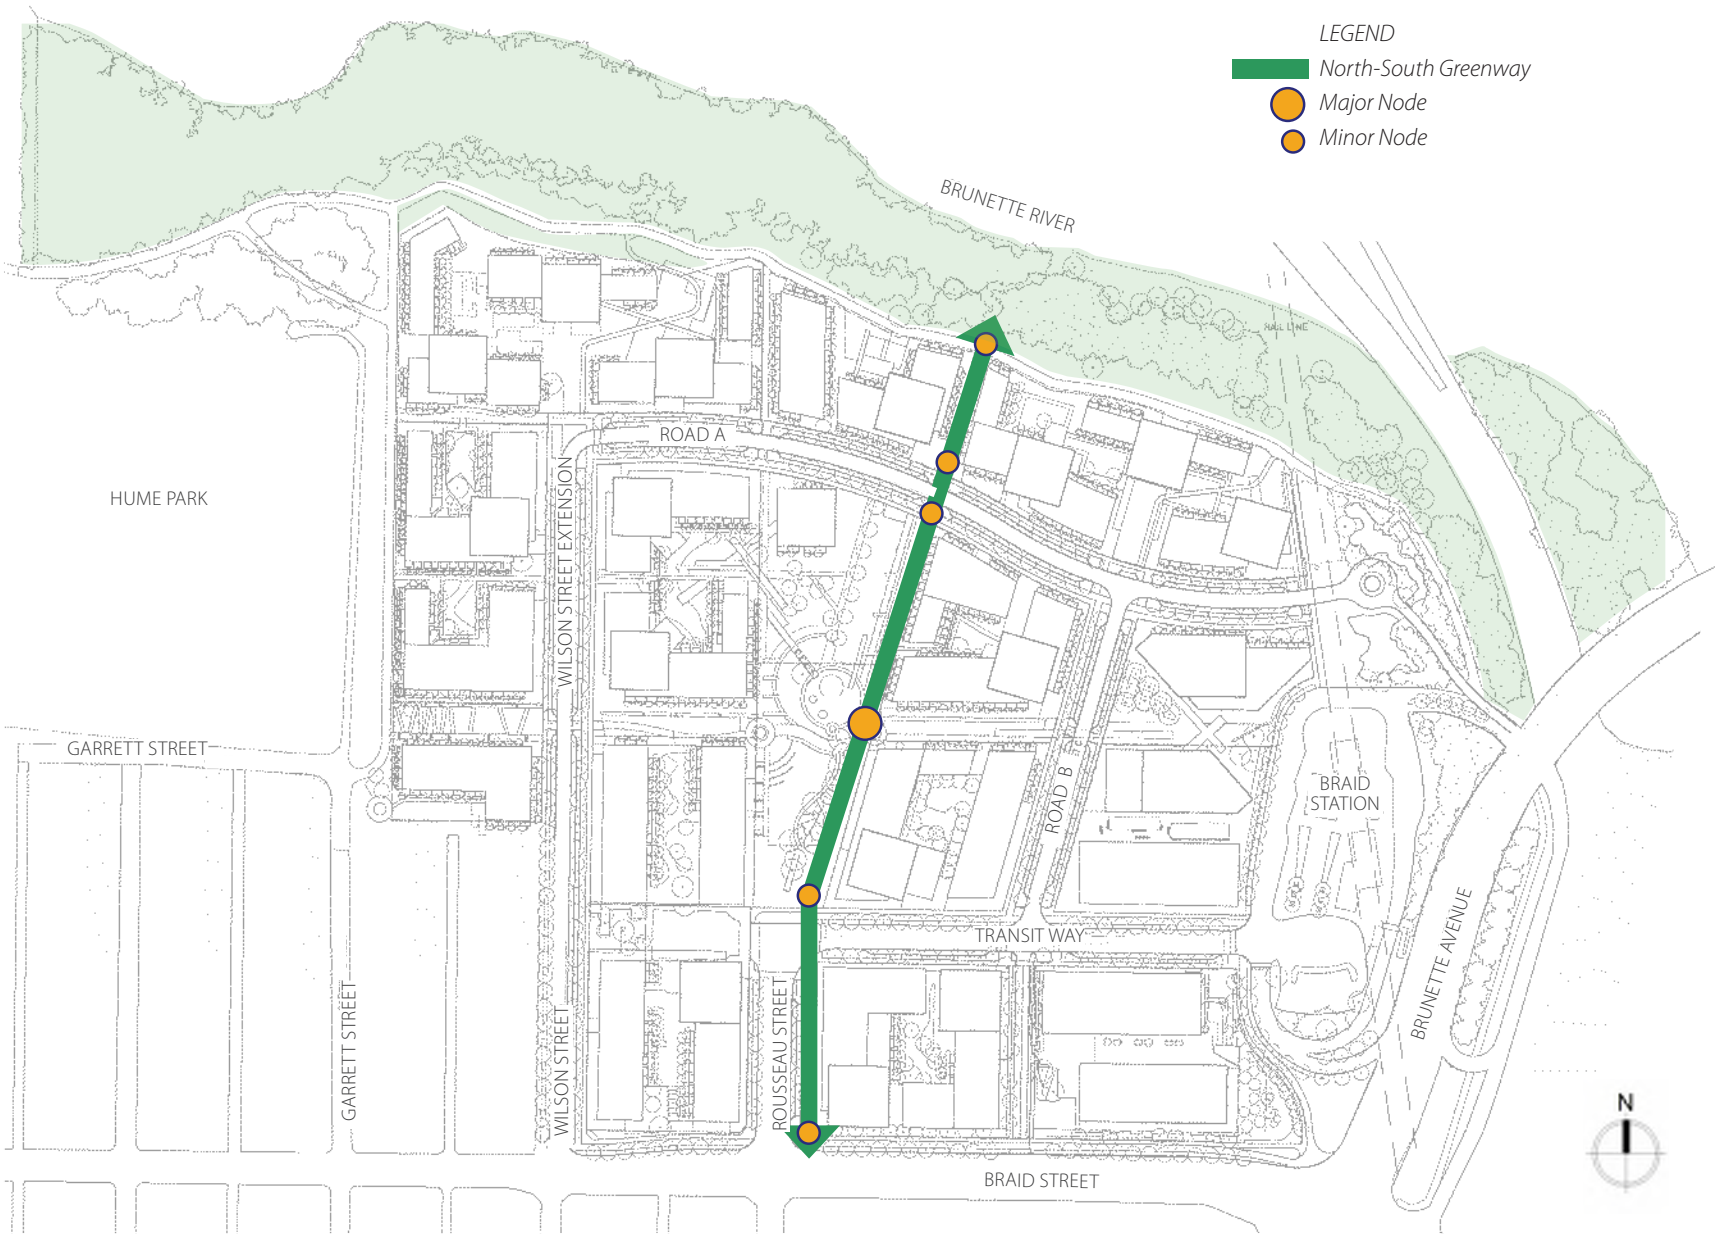 LEGEND
North-South Greenway
Major Node
Minor Node
BRUNETTE RIVER
ROAD A
HUME PARK
WILSON STREET EXTENSION
GARRETT STREET
BRAID
STATION
ROAD B
TRANSIT WAY
BRUNETTE AVENUE
GARRETT STREET
WILSON STREET
ROUSSEAU STREET
BRAID STREET
N